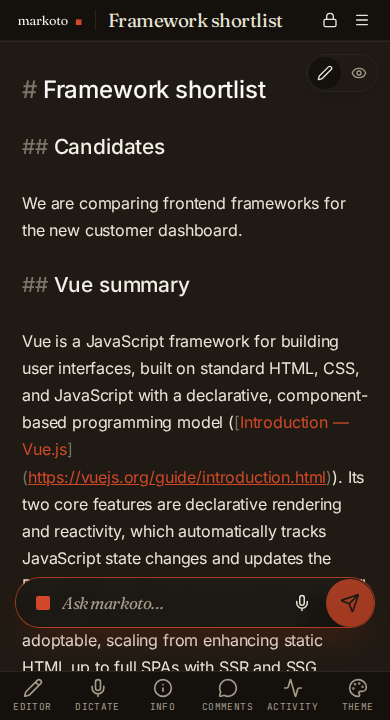 markoto
Framework shortlist
# Framework shortlist
## Candidates
We are comparing frontend frameworks for
the new customer dashboard.
## Vue summary
Vue is a JavaScript framework for building
user interfaces, built on standard HTML, CSS,
and JavaScript with a declarative, component-
based programming model ([Introduction —
Vue.js]
(https://vuejs.org/guide/introduction.html)). Its
two core features are declarative rendering
and reactivity, which automatically tracks
JavaScript state changes and updates the
Ask markoto...
adoptable, scaling from enhancing static
HTML up to full SPAs with SSR and SSG
EDITOR
DICTATE
INFO
COMMENTS
ACTIVITY
THEME